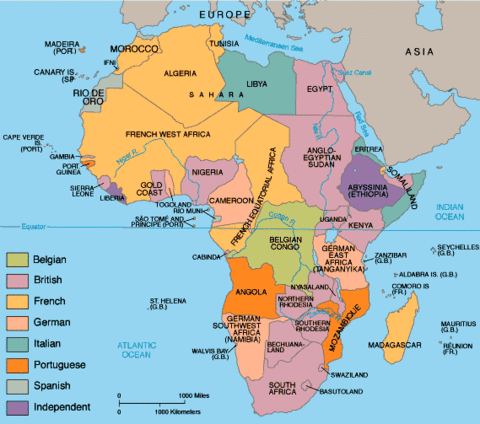 EUROPE
MADEIRA
(PORT.)
MOROCCO
TUNISIA
Mediterranean Sea
ASIA
IFNI
CANARY IS.
(SP.)
ALGERIA
LIBYA
EGYPT
Suez Canal
RIO DE
ORO
SAHARA
Nile R.
Red Sea
CAPE VERDE
IS.
(PORT)
FRENCH WEST AFRICA
GAMBIA
PORT
GUINEA
Niger R.
FRENCH EQUATORIAL AFRICA
ANGLO-
EGYPTIAN
SUDAN
ERITREA
SOMALILAND
SIERRA
LEONE
LIBERIA
GOLD
COAST
NIGERIA
TOGOLAND
CAMEROON
ABYSSINIA
(ETHIOPIA)
INDIAN
OCEAN
RIO MUNI
SÃO TOMÉ AND
PRINCIPE (PORT)
Congo R.
UGANDA
KENYA
Equator
CABINDA
BELGIAN
CONGO
GERMAN
EAST
AFRICA
(TANGANYIKA)
ZANZIBAR
(G.B.)
SEYCHELLES
(G.B.)
ALDABRA IS. (G.B.)
COMORO IS
(FR.)
Belgian
British
French
German
Italian
Portuguese
Spanish
Independent
ST. HELENA
(G.B.)
ANGOLA
NYASALAND
NORTHERN
RHODESIA
MOZAMBIQUE
SOUTHERN
RHODESIA
GERMAN
SOUTHWEST
AFRICA
(NAMIBIA)
BECHUANA-
LAND
MADAGASCAR
MAURITIUS
(G.B.)
RÉUNION
(FR.)
ATLANTIC
OCEAN
WALVIS BAY
(G.B.)
SWAZILAND
BASUTOLAND
SOUTH
AFRICA
0 1000 Miles
0 1000 Kilometers